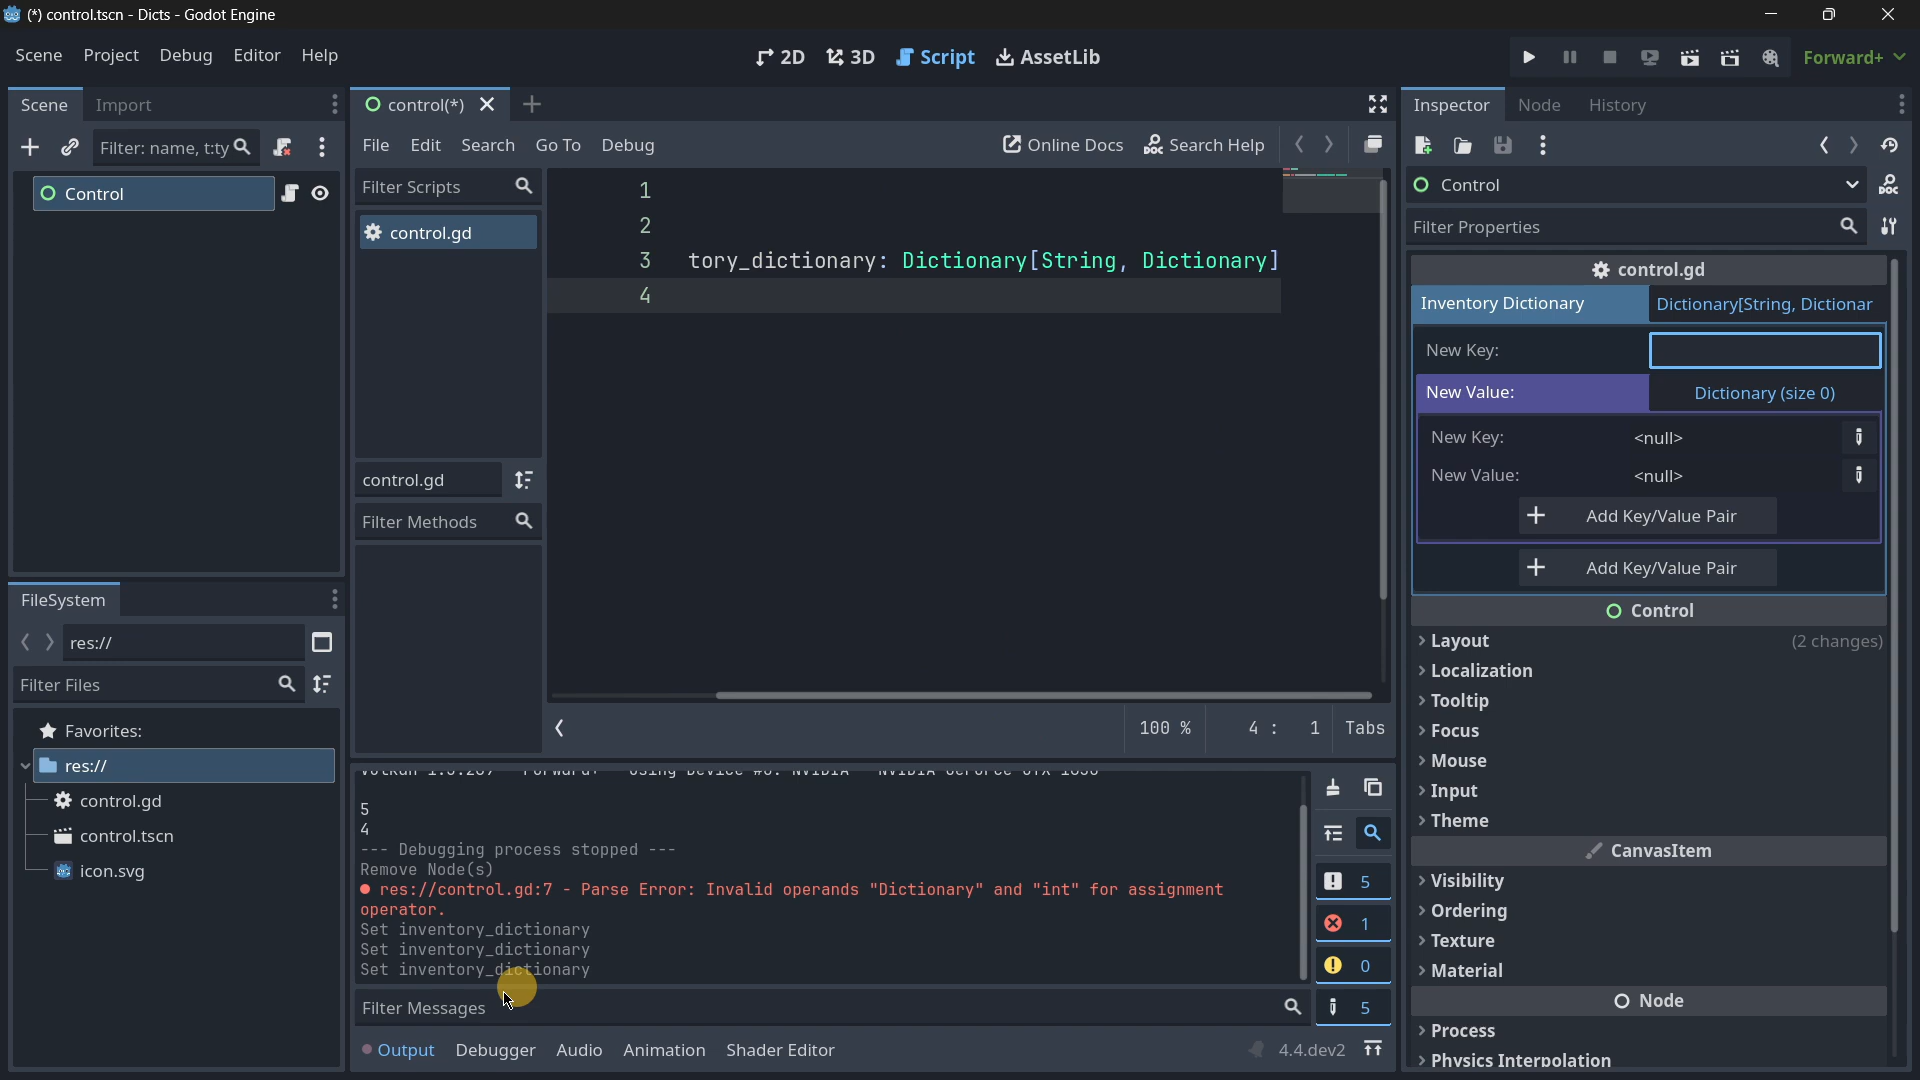 (*) control.tscn - Dicts - Godot Engine
Scene Project Debug Editor Help
2D 3D Script AssetLib
Forward+
Scene Import
Filter: name, t:ty
Control
FileSystem
res://
Filter Files
Favorites:
res://
control.gd
control.tscn
icon.svg
control(*)
File Edit Search Go To Debug
Online Docs Search Help
Filter Scripts
control.gd
control.gd
Filter Methods
1
2
3 tory_dictionary: Dictionary[String, Dictionary]
4
100 % 4 : 1 Tabs
5
4
--- Debugging process stopped ---
Remove Node(s)
res://control.gd:7 - Parse Error: Invalid operands "Dictionary" and "int" for assignment
operator.
Set inventory_dictionary
Set inventory_dictionary
Set inventory_dictionary
Filter Messages
5
1
0
5
Output Debugger Audio Animation Shader Editor
4.4.dev2
Inspector Node History
Control
Filter Properties
control.gd
Inventory Dictionary Dictionary[String, Dictionar
New Key:
New Value: Dictionary (size 0)
New Key: <null>
New Value: <null>
Add Key/Value Pair
Add Key/Value Pair
Control
Layout (2 changes)
Localization
Tooltip
Focus
Mouse
Input
Theme
CanvasItem
Visibility
Ordering
Texture
Material
Node
Process
Physics Interpolation